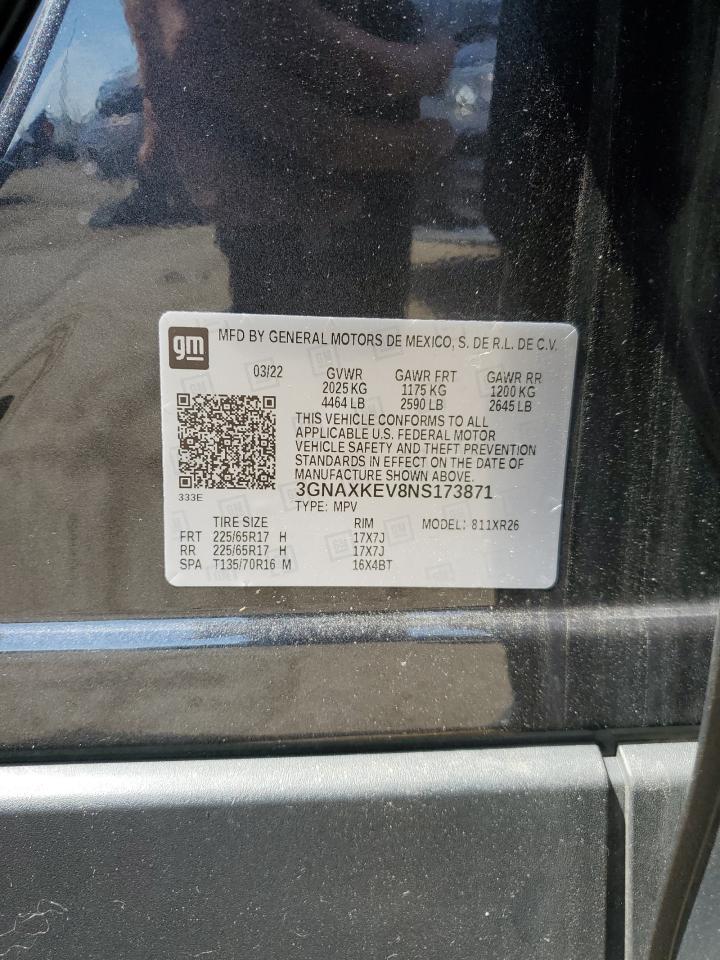 gm MFD BY GENERAL MOTORS DE MEXICO, S. DE R.L. DE C.V.
03/22 GVWR GAWR FRT GAWR RR
2025 KG 1175 KG 1200 KG
4464 LB 2590 LB 2645 LB
THIS VEHICLE CONFORMS TO ALL
APPLICABLE U.S. FEDERAL MOTOR
VEHICLE SAFETY AND THEFT PREVENTION
STANDARDS IN EFFECT ON THE DATE OF
MANUFACTURE SHOWN ABOVE.
333E 3GNAXKEV8NS173871
TYPE: MPV
TIRE SIZE RIM MODEL: 811XR26
FRT 225/65R17 H 17X7J
RR 225/65R17 H 17X7J
SPA T135/70R16 M 16X4BT